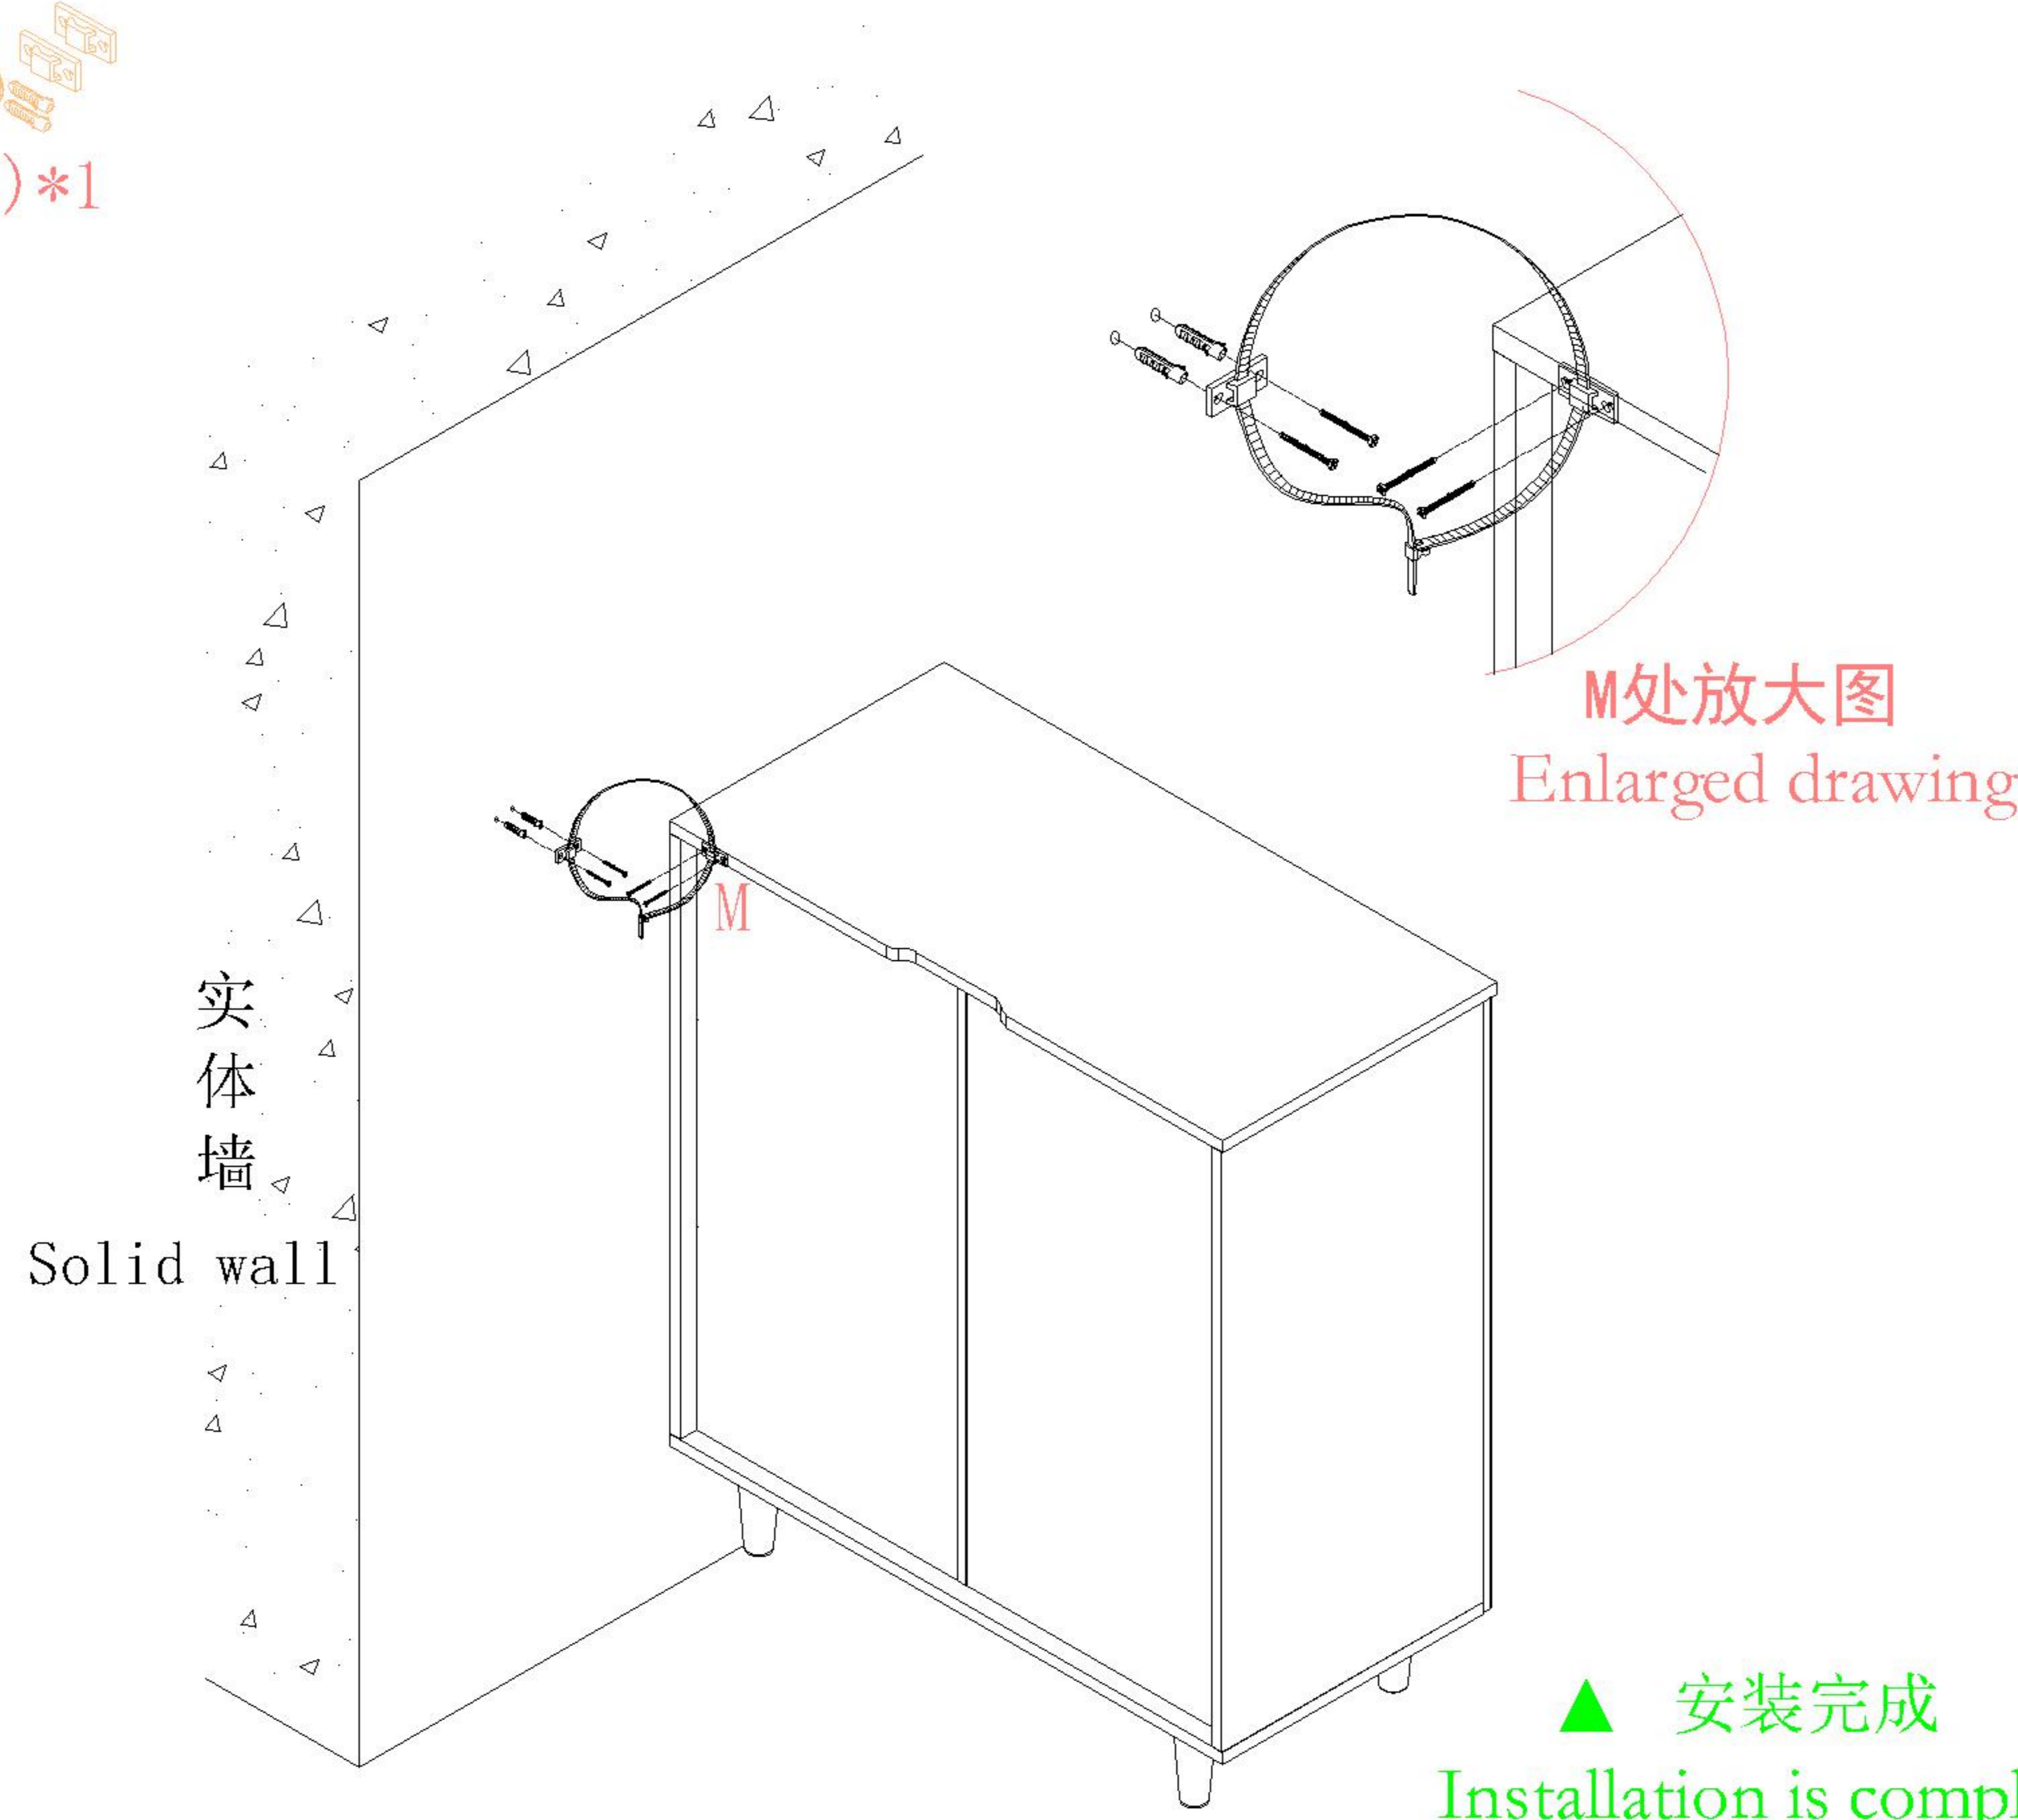 )*1
M处放大图
Enlarged drawing
M
实体墙
Solid wall
▲ 安装完成
Installation is compl